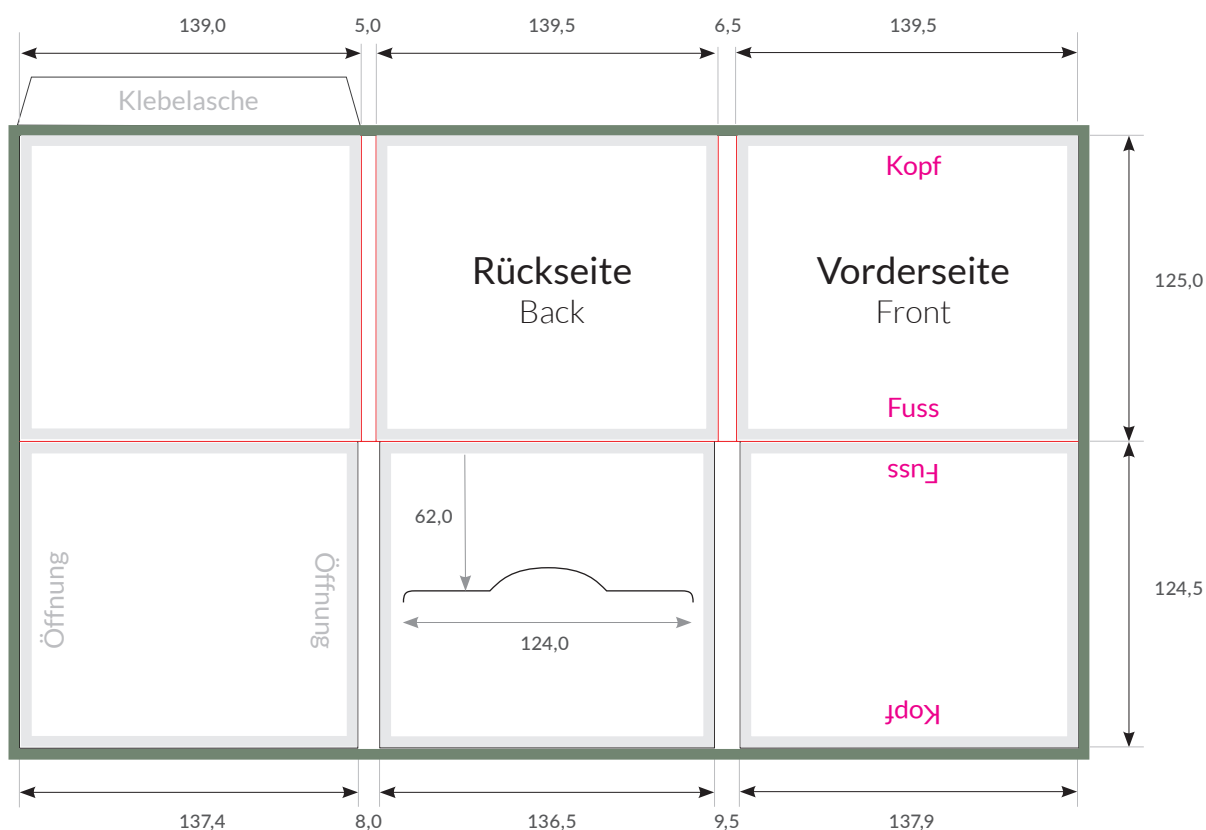 139,0
5,0
139,5
6,5
139,5
Klebelasche
Kopf
Rückseite
Back
Vorderseite
Front
125,0
Fuss
Fuss
62,0
Öffnung
Öffnung
124,5
124,0
Kopf
137,4
8,0
136,5
9,5
137,9